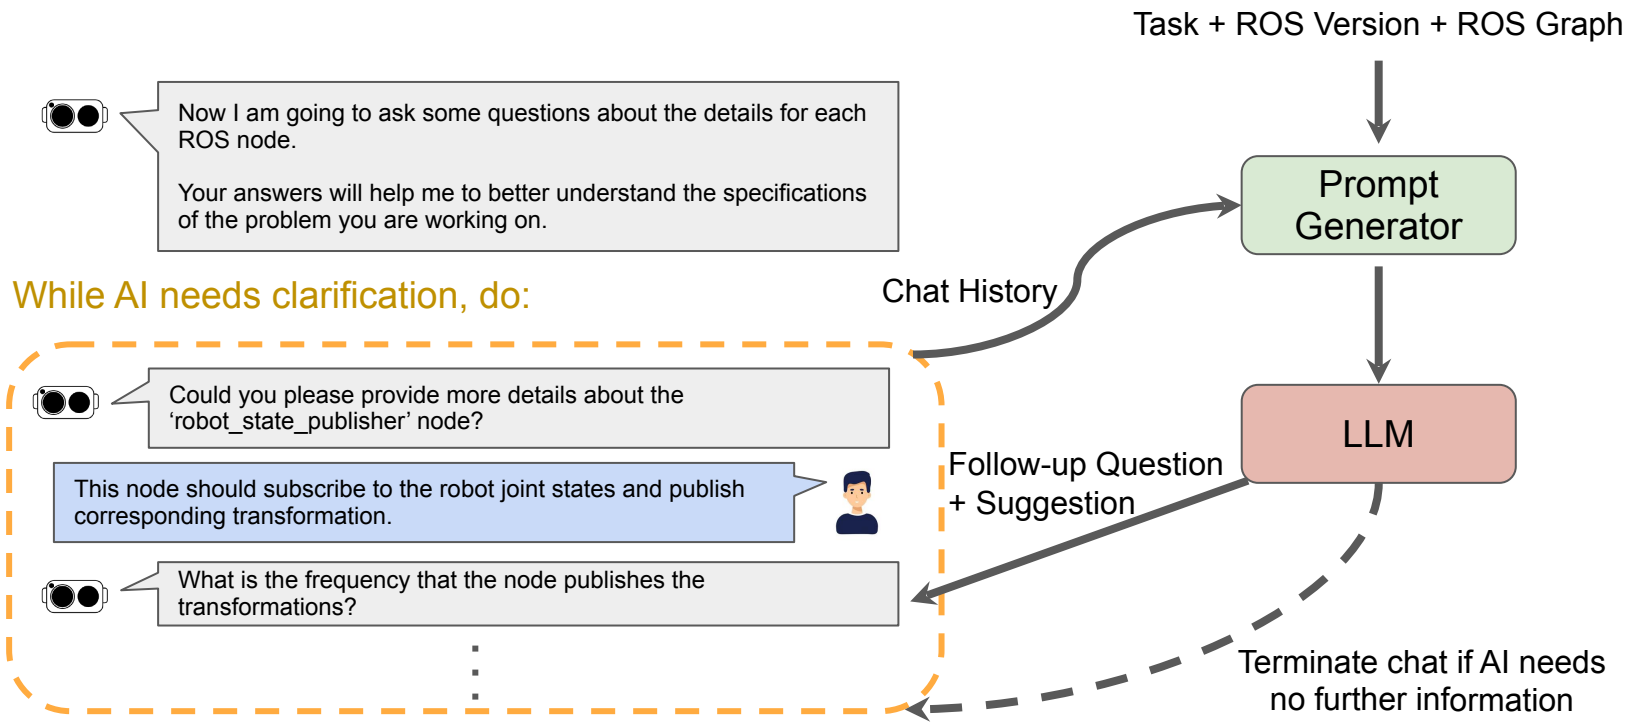 Task + ROS Version + ROS Graph
Now I am going to ask some questions about the details for each
ROS node.
Your answers will help me to better understand the specifications
of the problem you are working on.
Prompt
Generator
While AI needs clarification, do:
Chat History
Could you please provide more details about the
‘robot_state_publisher’ node?
LLM
This node should subscribe to the robot joint states and publish
corresponding transformation.
Follow-up Question
+ Suggestion
What is the frequency that the node publishes the
transformations?
Terminate chat if AI needs
no further information